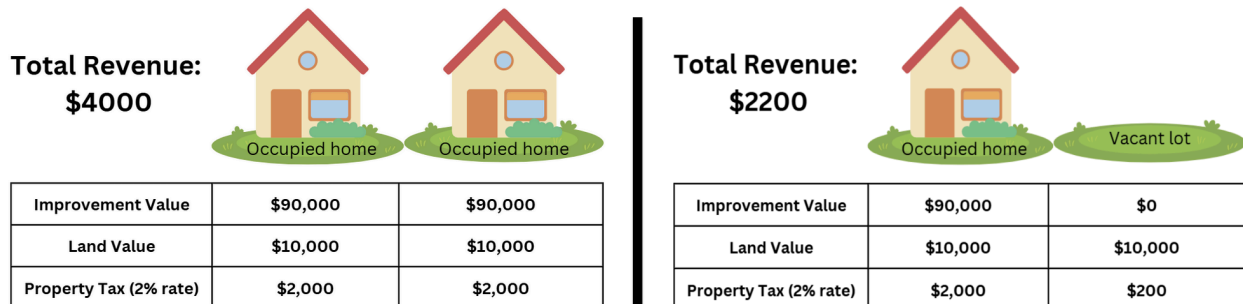 Total Revenue:
$4000
Occupied home
Occupied home
Improvement Value $90,000 $90,000
Land Value $10,000 $10,000
Property Tax (2% rate) $2,000 $2,000
Total Revenue:
$2200
Occupied home
Vacant lot
Improvement Value $90,000 $0
Land Value $10,000 $10,000
Property Tax (2% rate) $2,000 $200